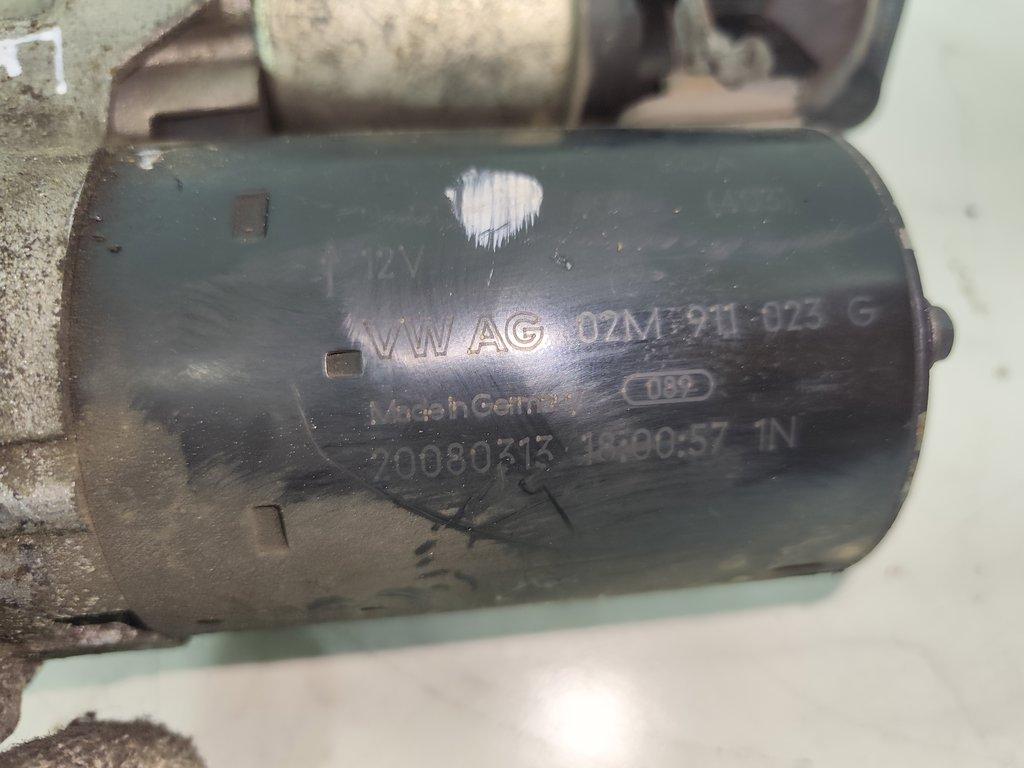 12V
VW AG 02M 911 023 G
Made in Germany 089
20080313 18:00:57 1N